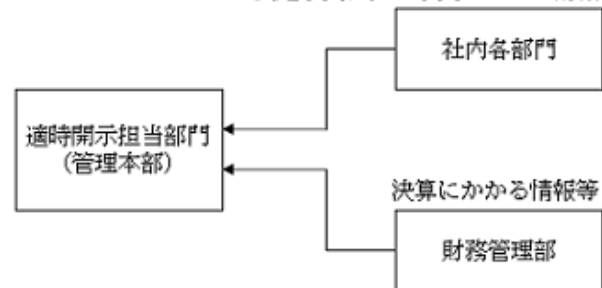 社内各部門
適時開示担当部門
（管理本部）
決算にかかる情報等
財務管理部